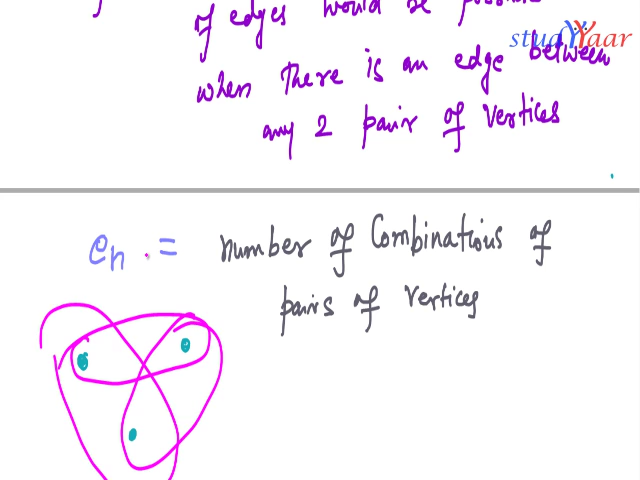 of edges would be possible
studYYaar
when there is an edge between
any 2 pair of vertices
en . = number of Combinations of
pairs of vertices